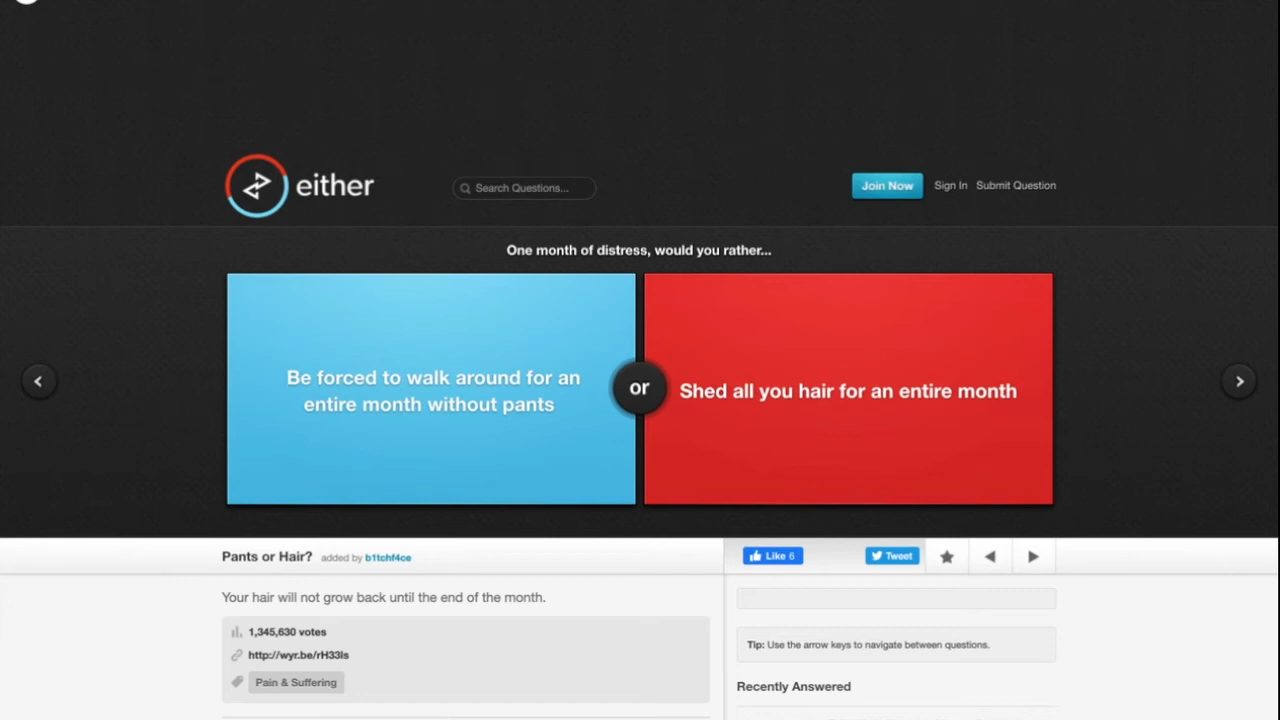 either
Search Questions...
Join Now
Sign In
Submit Question
One month of distress, would you rather...
Be forced to walk around for an
entire month without pants
or
Shed all you hair for an entire month
Pants or Hair? added by b1tchf4ce
Like 6
Tweet
Your hair will not grow back until the end of the month.
1,345,630 votes
http://wyr.be/rH33Is
Pain & Suffering
Tip: Use the arrow keys to navigate between questions.
Recently Answered